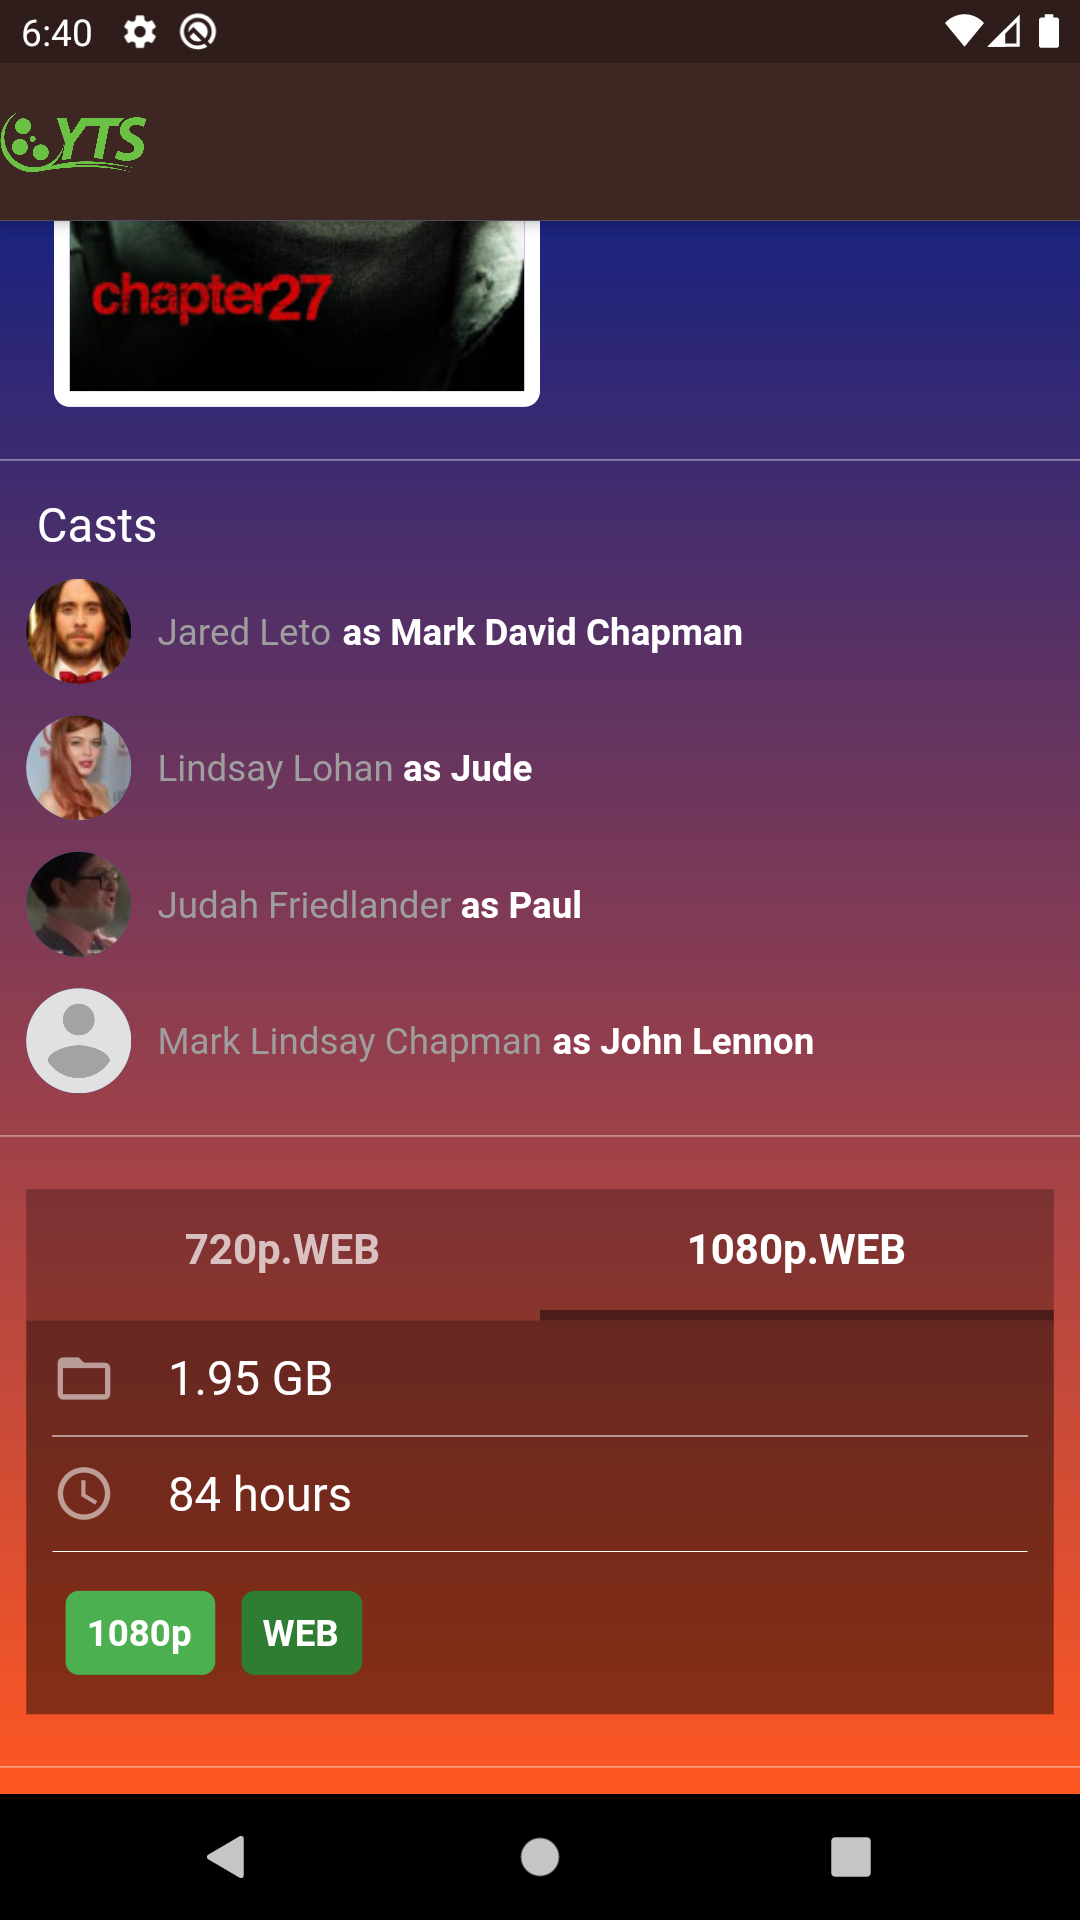 6:40
YTS
chapter27
Casts
Jared Leto as Mark David Chapman
Lindsay Lohan as Jude
Judah Friedlander as Paul
Mark Lindsay Chapman as John Lennon
720p.WEB 1080p.WEB
1.95 GB
84 hours
1080p WEB